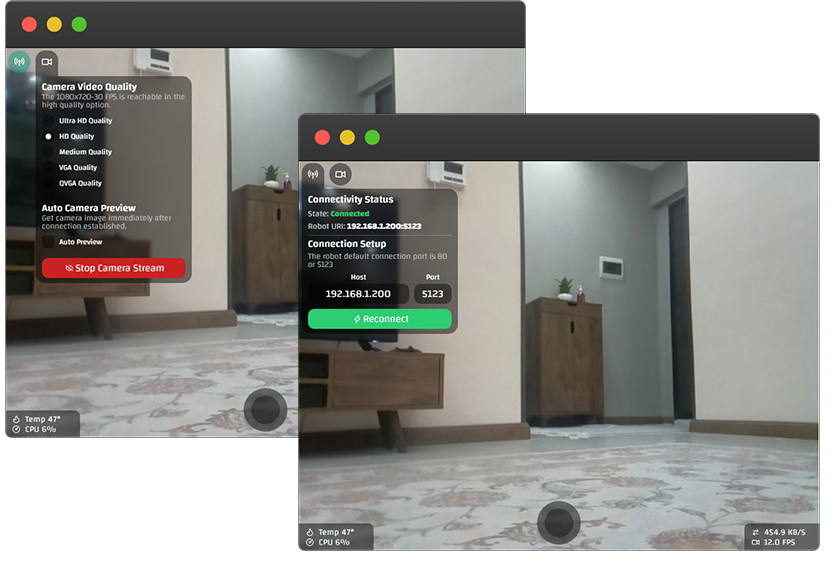 Camera Video Quality
The 1080x720-30 FPS is reachable in the
high quality option.
Ultra HD Quality
HD Quality
Medium Quality
VGA Quality
QVGA Quality
Auto Camera Preview
Get camera image immediately after
connection established.
Auto Preview
Stop Camera Stream
Temp 47°
CPU 6%
Connectivity Status
State: Connected
Robot URI: 192.168.1.200:5123
Connection Setup
The robot default connection port is 80
or 5123
Host
Port
192.168.1.200
5123
Reconnect
Temp 47°
CPU 6%
454.9 KB/S
12.0 FPS